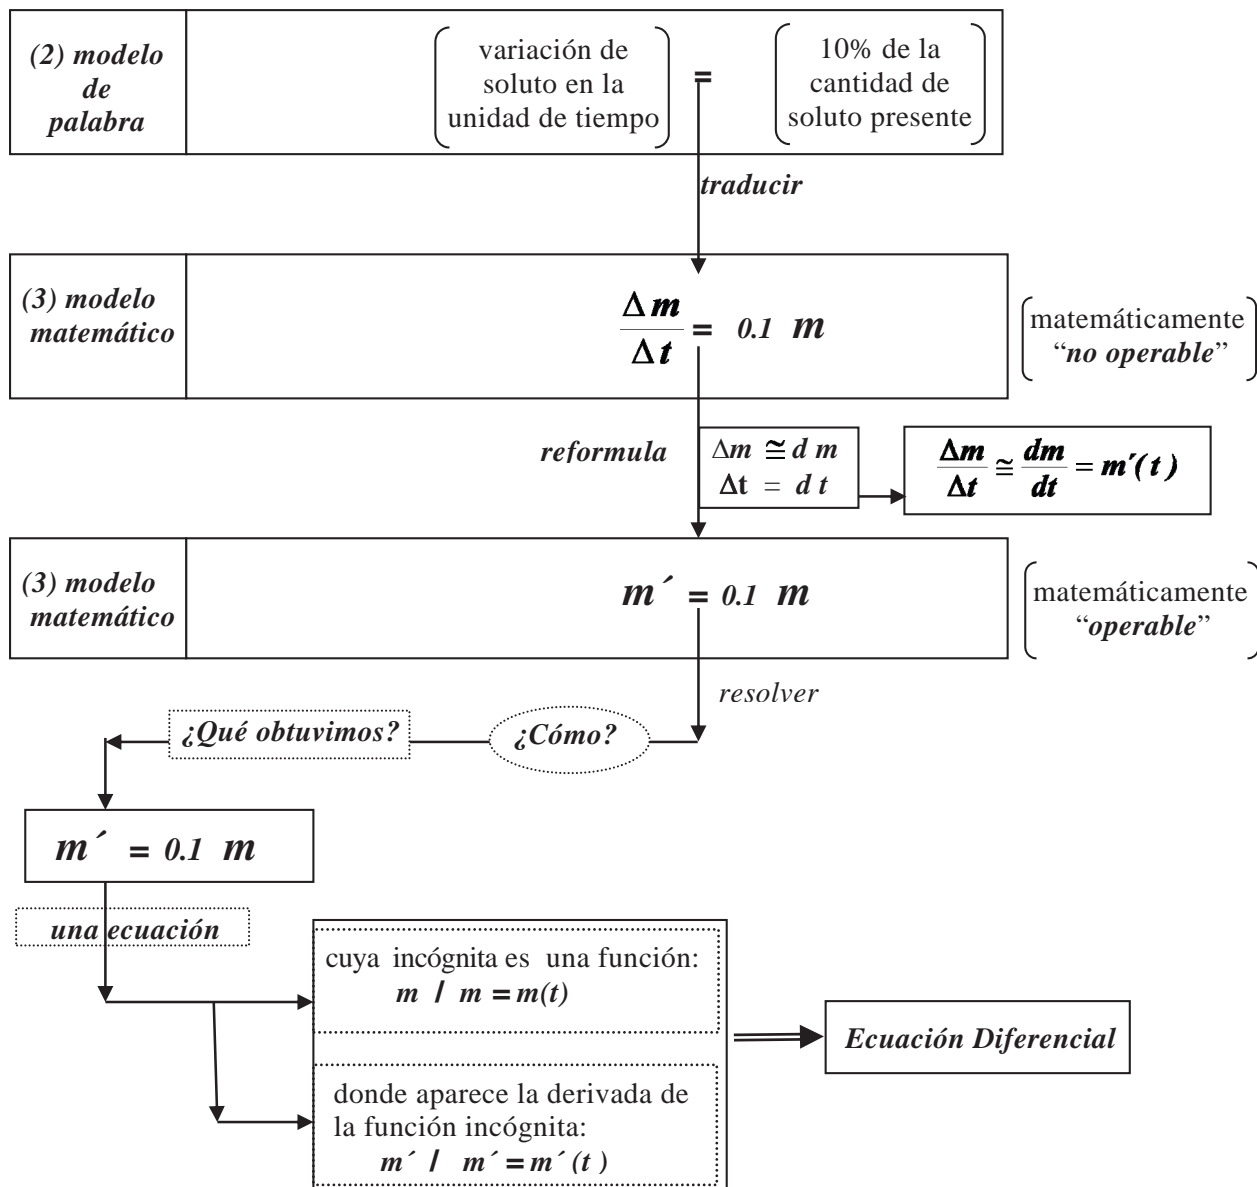 (2) modelo
de
palabra
variación de
soluto en la
unidad de tiempo
=
10% de la
cantidad de
soluto presente
traducir
(3) modelo
matemático
Δm/Δt = 0.1 m
matemáticamente
“no operable”
reformula
Δm ≅ d m
Δt = d t
Δm/Δt ≅ dm/dt = m′(t)
(3) modelo
matemático
m´ = 0.1 m
matemáticamente
“operable”
resolver
¿Qué obtuvimos?
¿Cómo?
m´ = 0.1 m
una ecuación
cuya incógnita es una función:
m / m = m(t)
Ecuación Diferencial
donde aparece la derivada de
la función incógnita:
m´ / m´ = m´(t )